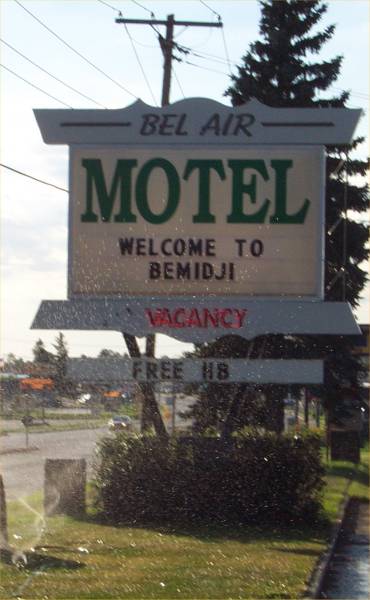 BEL AIR
MOTEL
WELCOME TO
BEMIDJI
VACANCY
FREE HB